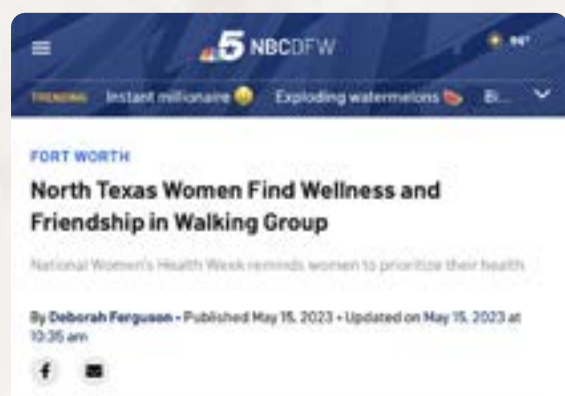 5 NBCDFW
TRENDING Instant millionaire Exploding watermelons
FORT WORTH
North Texas Women Find Wellness and
Friendship in Walking Group
National Women's Health Week reminds women to prioritize their health
By Deborah Ferguson • Published May 15, 2023 • Updated on May 15, 2023 at
10:35 am